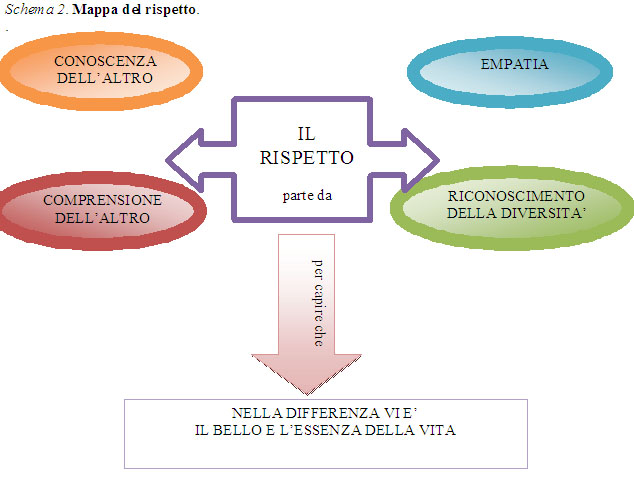 Schema 2. Mappa del rispetto.
.
CONOSCENZA
DELL'ALTRO
EMPATIA
IL
RISPETTO
parte da
COMPRENSIONE
DELL'ALTRO
RICONOSCIMENTO
DELLA DIVERSITA'
per capire che
NELLA DIFFERENZA VI E'
IL BELLO E L'ESSENZA DELLA VITA